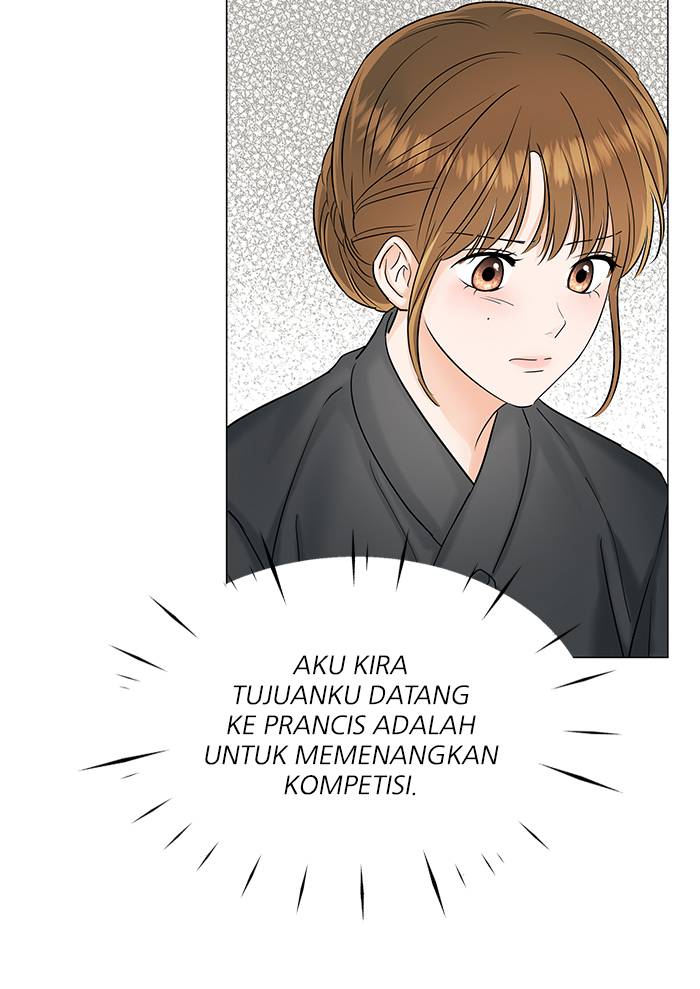 AKU KIRA
TUJUANKU DATANG
KE PRANCIS ADALAH
UNTUK MEMENANGKAN
KOMPETISI.